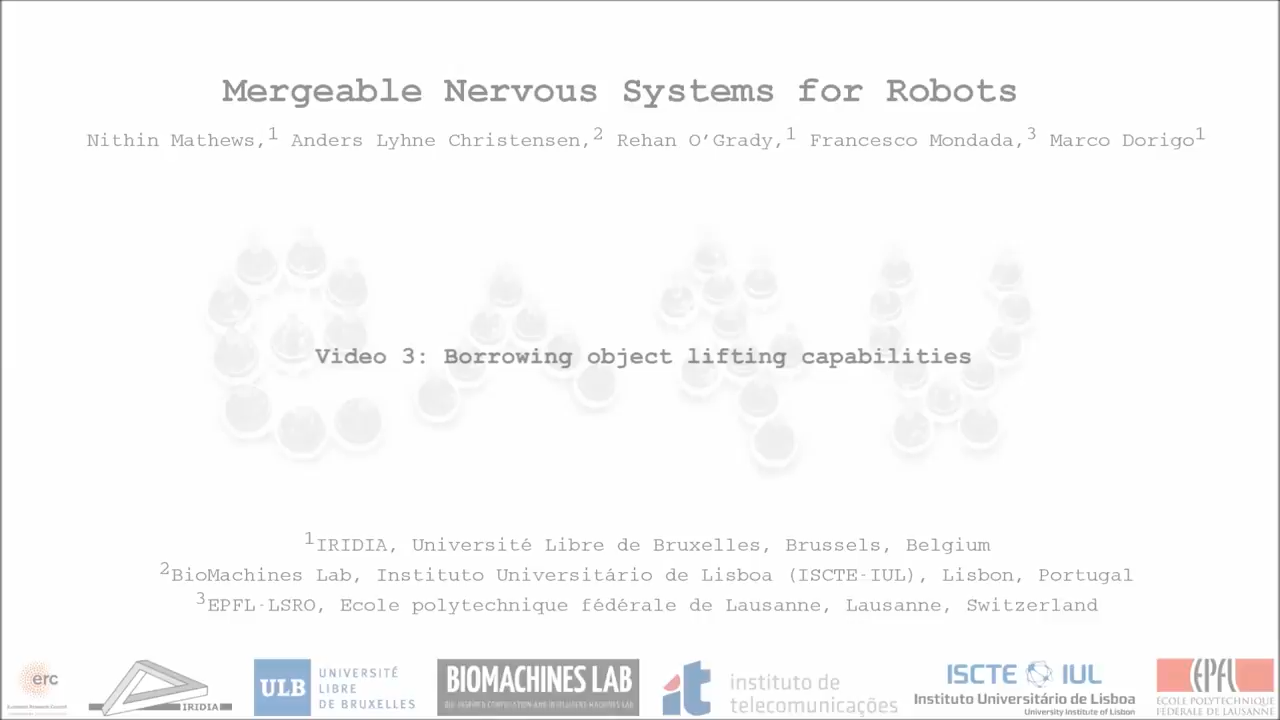 Mergeable Nervous Systems for Robots
Nithin Mathews,1 Anders Lyhne Christensen,2 Rehan O'Grady,1 Francesco Mondada,3 Marco Dorigo1
Video 3: Borrowing object lifting capabilities
1IRIDIA, Université Libre de Bruxelles, Brussels, Belgium
2BioMachines Lab, Instituto Universitário de Lisboa (ISCTE-IUL), Lisbon, Portugal
3EPFL-LSRO, Ecole polytechnique fédérale de Lausanne, Lausanne, Switzerland
erc
IRIDIA
ULB
UNIVERSITÉ
LIBRE
DE BRUXELLES
BIOMACHINES LAB
it
instituto de
telecomunicações
ISCTE IUL
Instituto Universitário de Lisboa
University Institute of Lisbon
EPFL
ÉCOLE POLYTECHNIQUE
FÉDÉRALE DE LAUSANNE